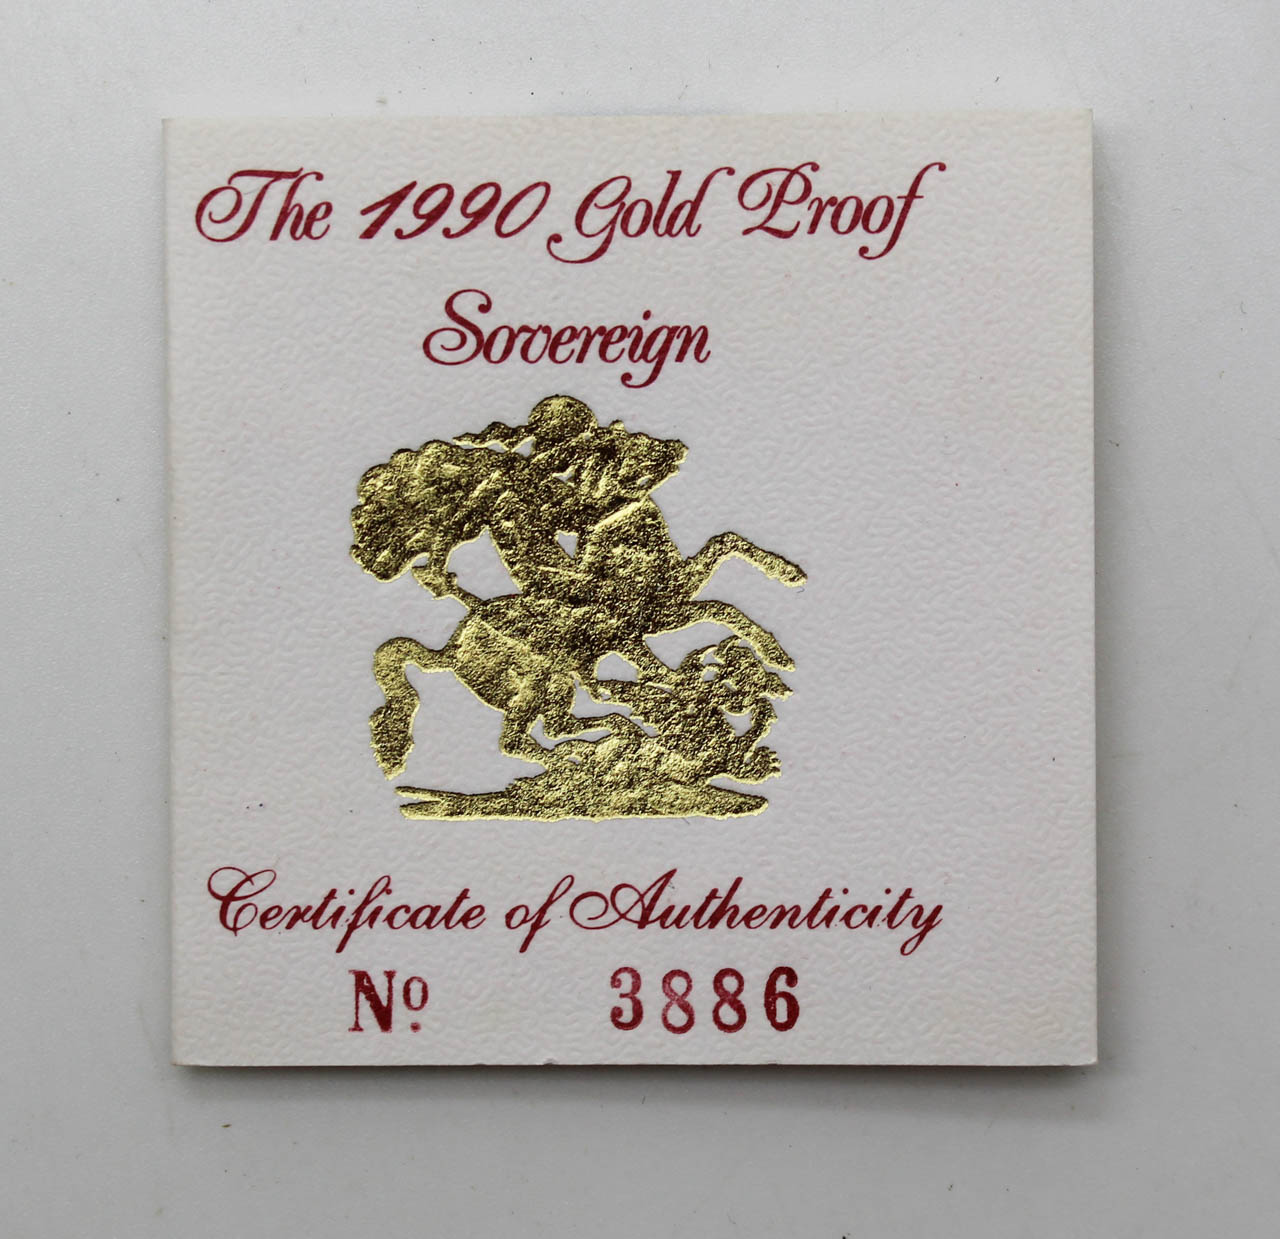 The 1990 Gold Proof
Sovereign
Certificate of Authenticity
Nº 3886